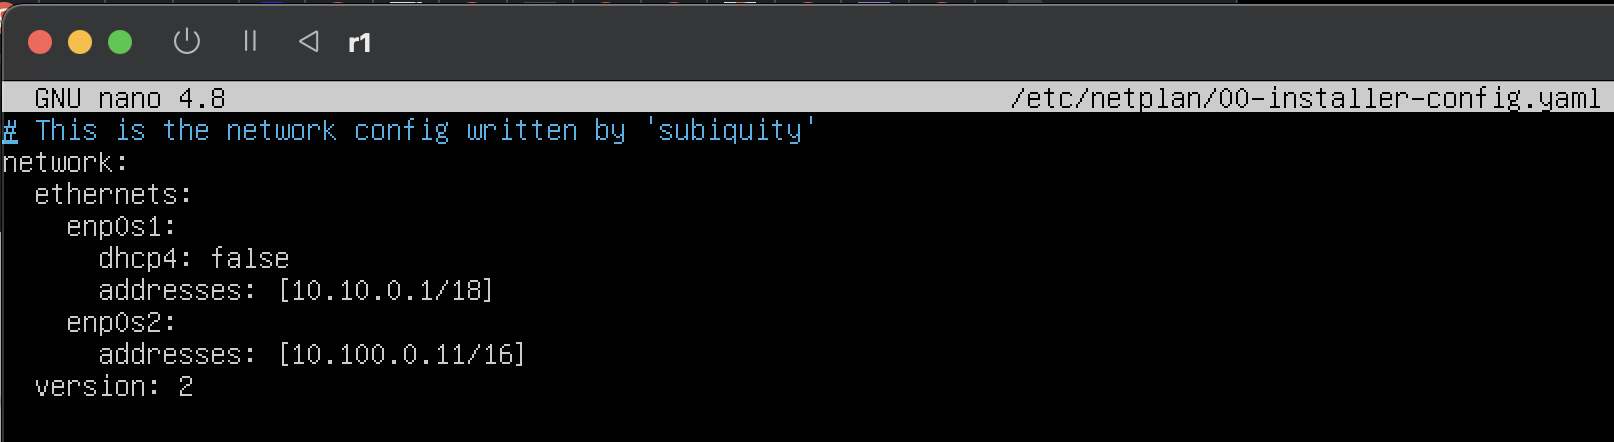 r1
GNU nano 4.8 /etc/netplan/00-installer-config.yaml
# This is the network config written by 'subiquity'
network:
  ethernets:
    enp0s1:
      dhcp4: false
      addresses: [10.10.0.1/18]
    enp0s2:
      addresses: [10.100.0.11/16]
  version: 2